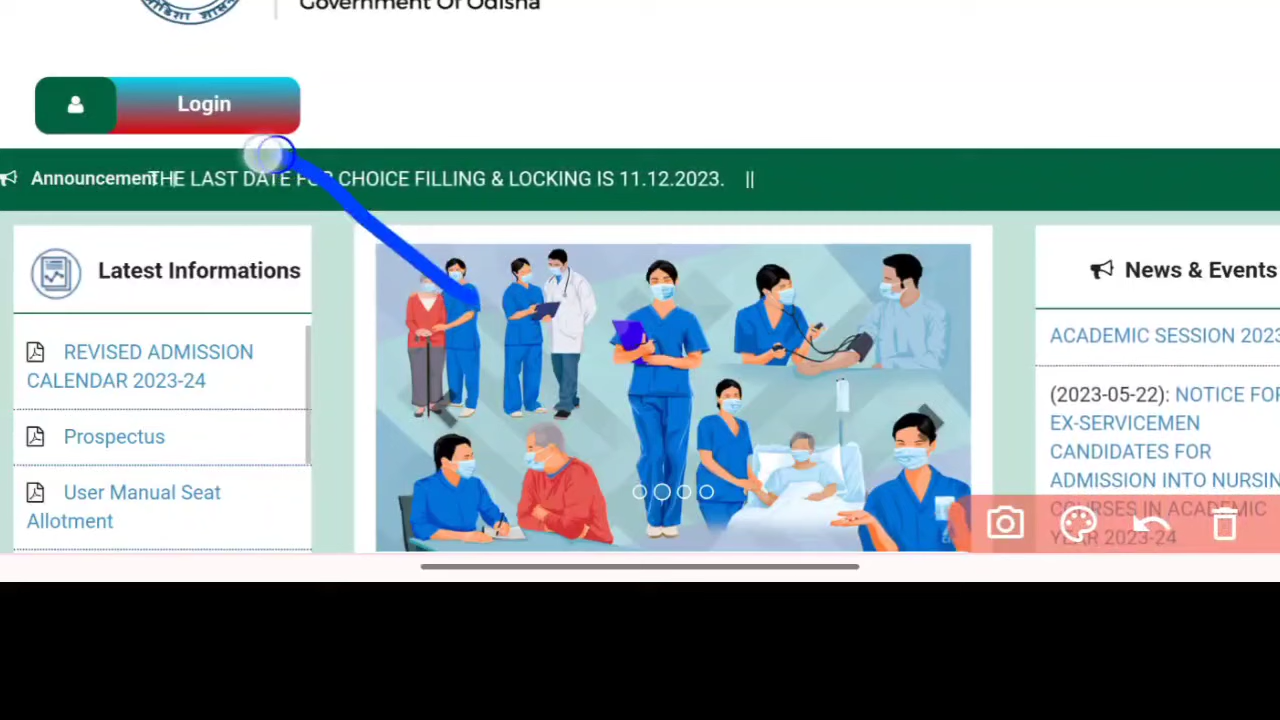 ଓଡ଼ିଶା ଶାସନ
Government Of Odisha
Login
Announcement
THE LAST DATE FOR CHOICE FILLING & LOCKING IS 11.12.2023. ||
Latest Informations
REVISED ADMISSION
CALENDAR 2023-24
Prospectus
User Manual Seat
Allotment
News & Events
ACADEMIC SESSION 2023
(2023-05-22): NOTICE FOR
EX-SERVICEMEN
CANDIDATES FOR
ADMISSION INTO NURSIN
COURSES IN ACADEMIC
YEAR 2023-24